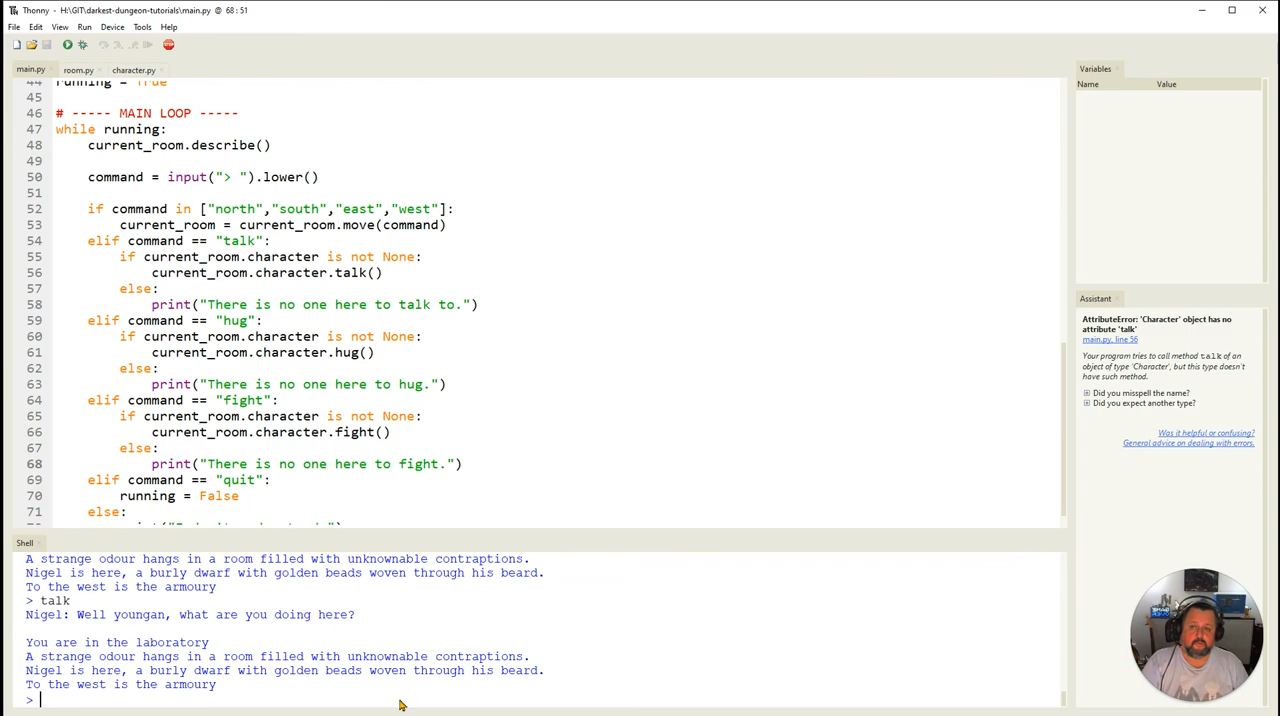 Thonny - H:\GIT\darkest-dungeon-tutorials\main.py @ 68 : 51
File Edit View Run Device Tools Help
main.py room.py character.py
44 running = True
45
46 # ----- MAIN LOOP -----
47 while running:
48 current_room.describe()
49
50 command = input("> ").lower()
51
52 if command in ["north","south","east","west"]:
53 current_room = current_room.move(command)
54 elif command == "talk":
55 if current_room.character is not None:
56 current_room.character.talk()
57 else:
58 print("There is no one here to talk to.")
59 elif command == "hug":
60 if current_room.character is not None:
61 current_room.character.hug()
62 else:
63 print("There is no one here to hug.")
64 elif command == "fight":
65 if current_room.character is not None:
66 current_room.character.fight()
67 else:
68 print("There is no one here to fight.")
69 elif command == "quit":
70 running = False
71 else:
Shell
A strange odour hangs in a room filled with unknownable contraptions.
Nigel is here, a burly dwarf with golden beads woven through his beard.
To the west is the armoury
> talk
Nigel: Well youngan, what are you doing here?
You are in the laboratory
A strange odour hangs in a room filled with unknownable contraptions.
Nigel is here, a burly dwarf with golden beads woven through his beard.
To the west is the armoury
>
Variables
Name Value
Assistant
AttributeError: 'Character' object has no
attribute 'talk'
main.py, line 56
Your program tries to call method talk of an
object of type 'Character', but this type doesn't
have such method.
Did you misspell the name?
Did you expect another type?
Was it helpful or confusing?
General advice on dealing with errors.